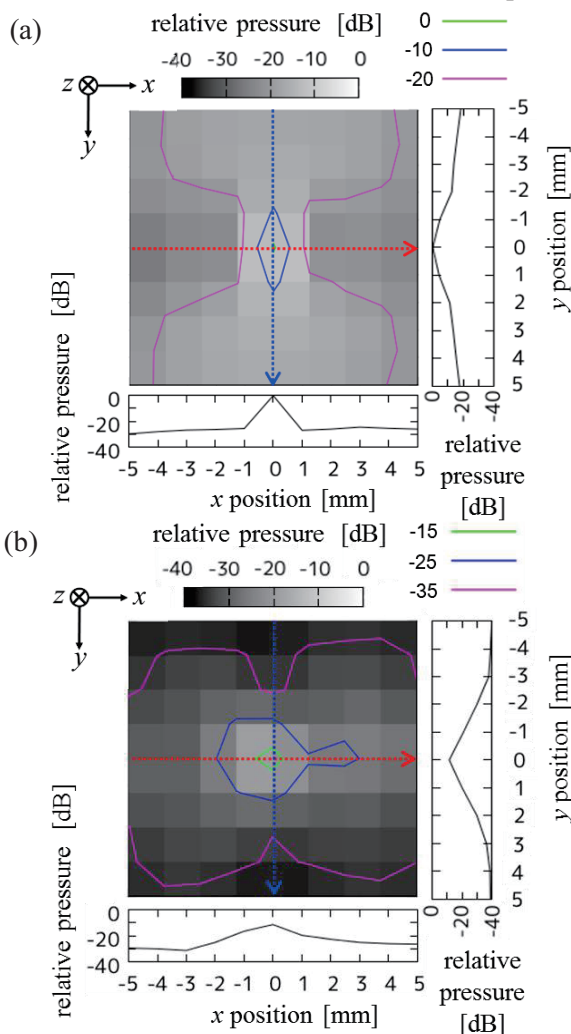 (a)
relative pressure [dB]
0
-10
-20
-40 -30 -20 -10 0
z x
y
-5
-4
-3
-2
-1
0
1
2
3
4
5
y position [mm]
0 -20 -40
relative
pressure
[dB]
relative pressure [dB]
0
-20
-40
-5 -4 -3 -2 -1 0 1 2 3 4 5
x position [mm]
(b)
relative pressure [dB]
-15
-25
-35
-40 -30 -20 -10 0
z x
y
-5
-4
-3
-2
-1
0
1
2
3
4
5
y position [mm]
0 -20 -40
relative
pressure
[dB]
relative pressure [dB]
0
-20
-40
-5 -4 -3 -2 -1 0 1 2 3 4 5
x position [mm]